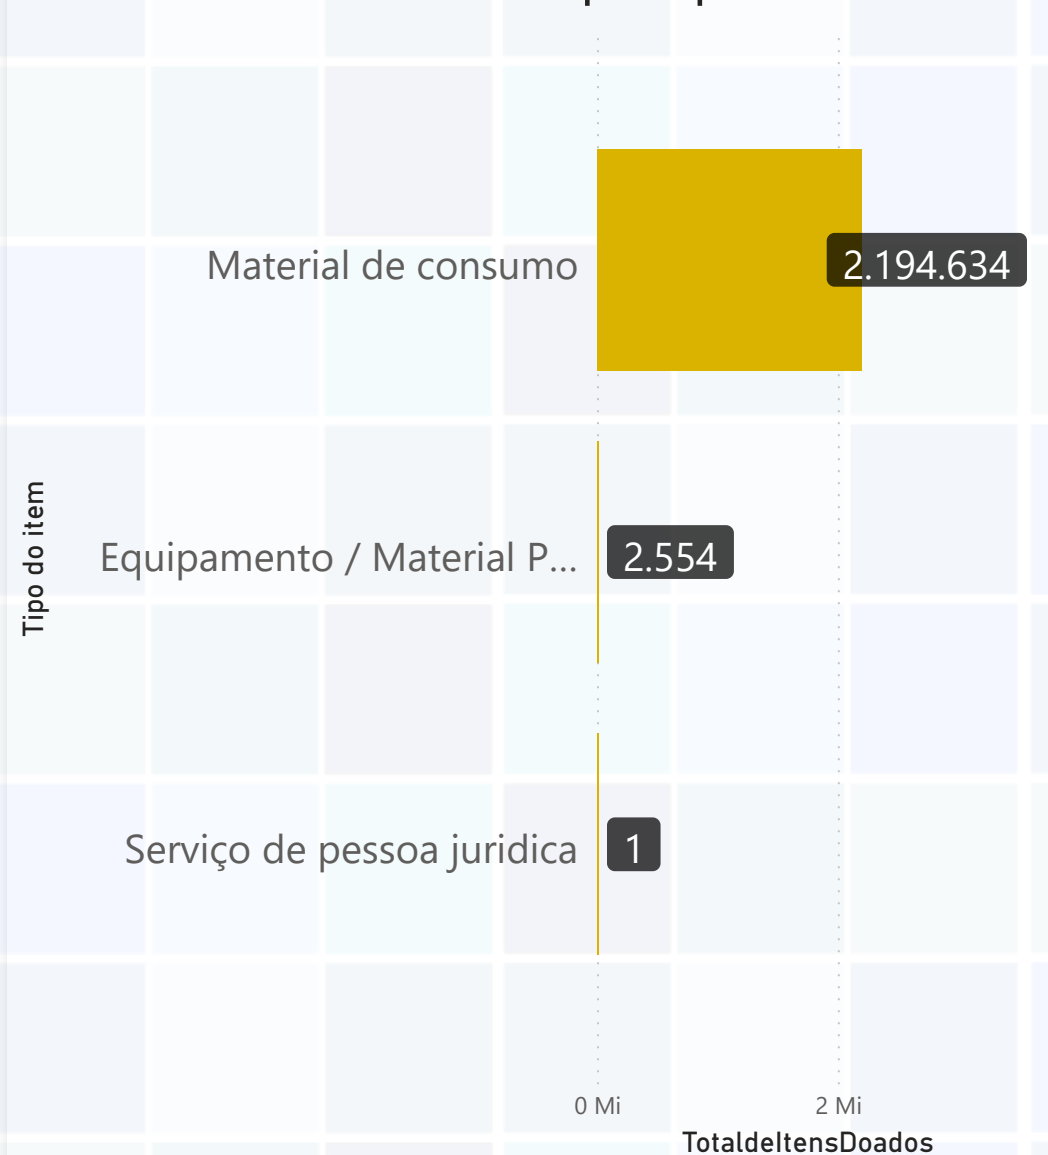 Material de consumo
2.194.634
Tipo do item
Equipamento / Material P...
2.554
Serviço de pessoa juridica
1
0 Mi
2 Mi
TotaldeItensDoados